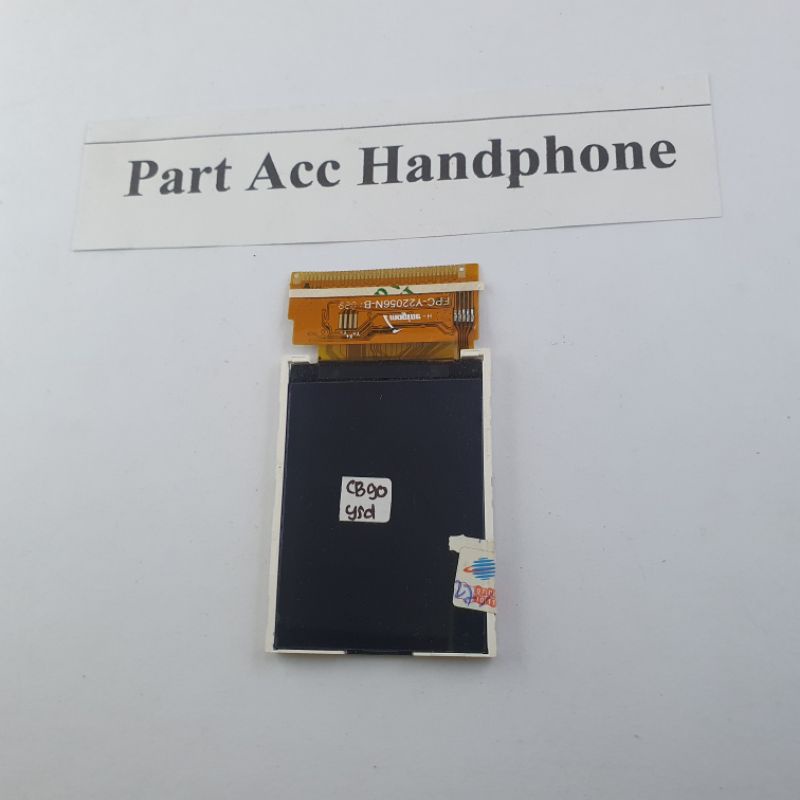 Part Acc Handphone
FPC-Y22056N-B
CB90
ysd